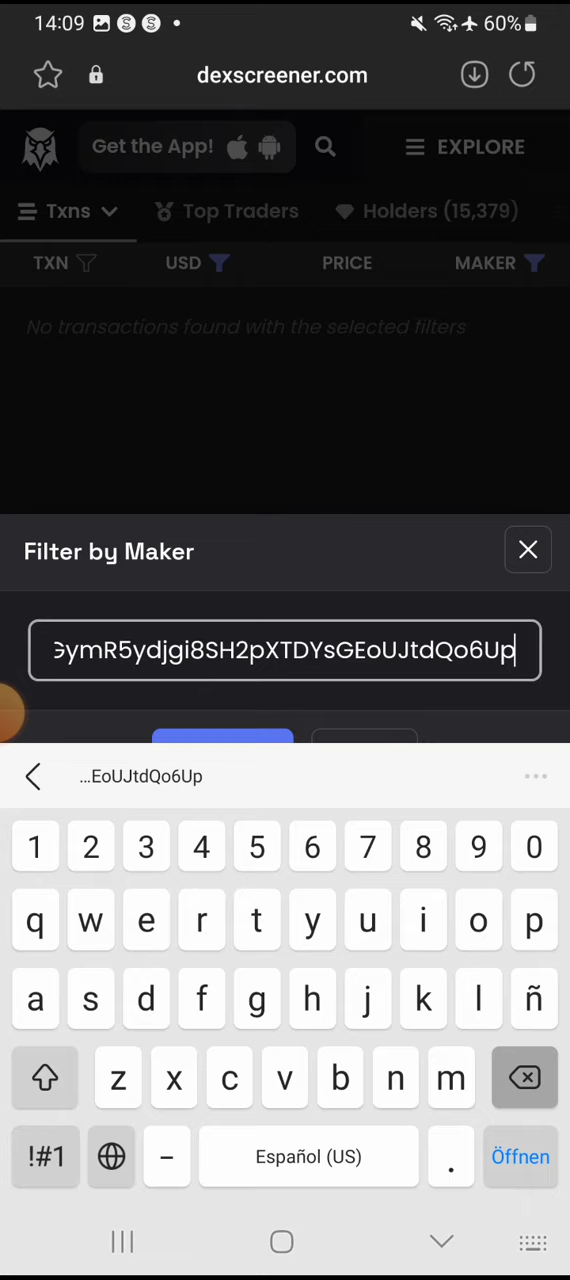 14:09
60%
dexscreener.com
Get the App!
EXPLORE
Txns
Top Traders
Holders (15,379)
TXN
USD
PRICE
MAKER
No transactions found with the selected filters
Filter by Maker
ymR5ydjgi8SH2pXTDYsGEoUJtdQo6Up
...EoUJtdQo6Up
1 2 3 4 5 6 7 8 9 0
q w e r t y u i o p
a s d f g h j k l ñ
z x c v b n m
!#1
–
Español (US)
.
Öffnen